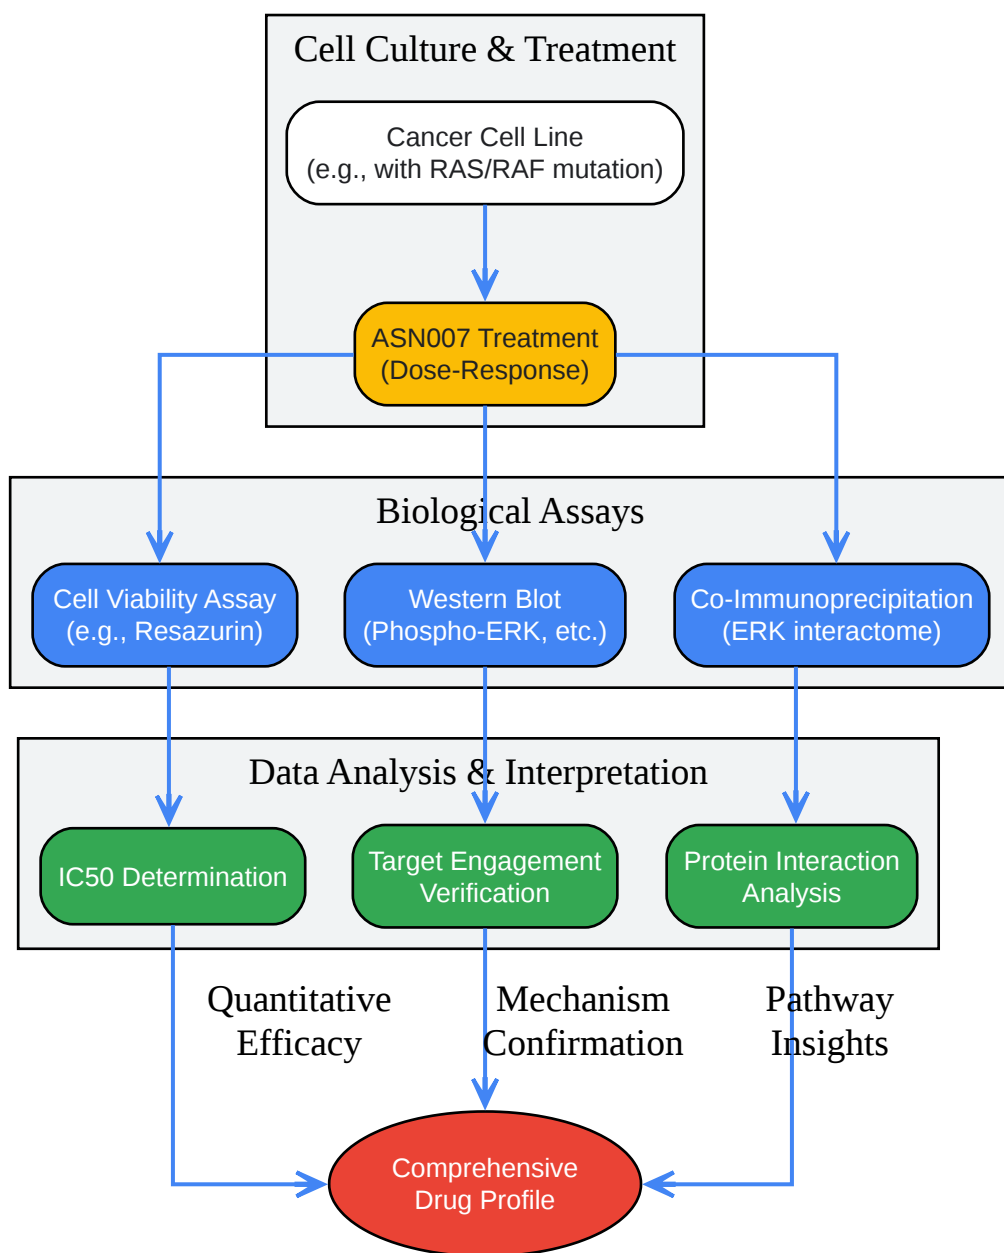 Cell Culture & Treatment
Cancer Cell Line
(e.g., with RAS/RAF mutation)
ASN007 Treatment
(Dose-Response)
Biological Assays
Cell Viability Assay
(e.g., Resazurin)
Western Blot
(Phospho-ERK, etc.)
Co-Immunoprecipitation
(ERK interactome)
Data Analysis & Interpretation
IC50 Determination
Target Engagement
Verification
Protein Interaction
Analysis
Quantitative
Efficacy
Mechanism
Confirmation
Pathway
Insights
Comprehensive
Drug Profile